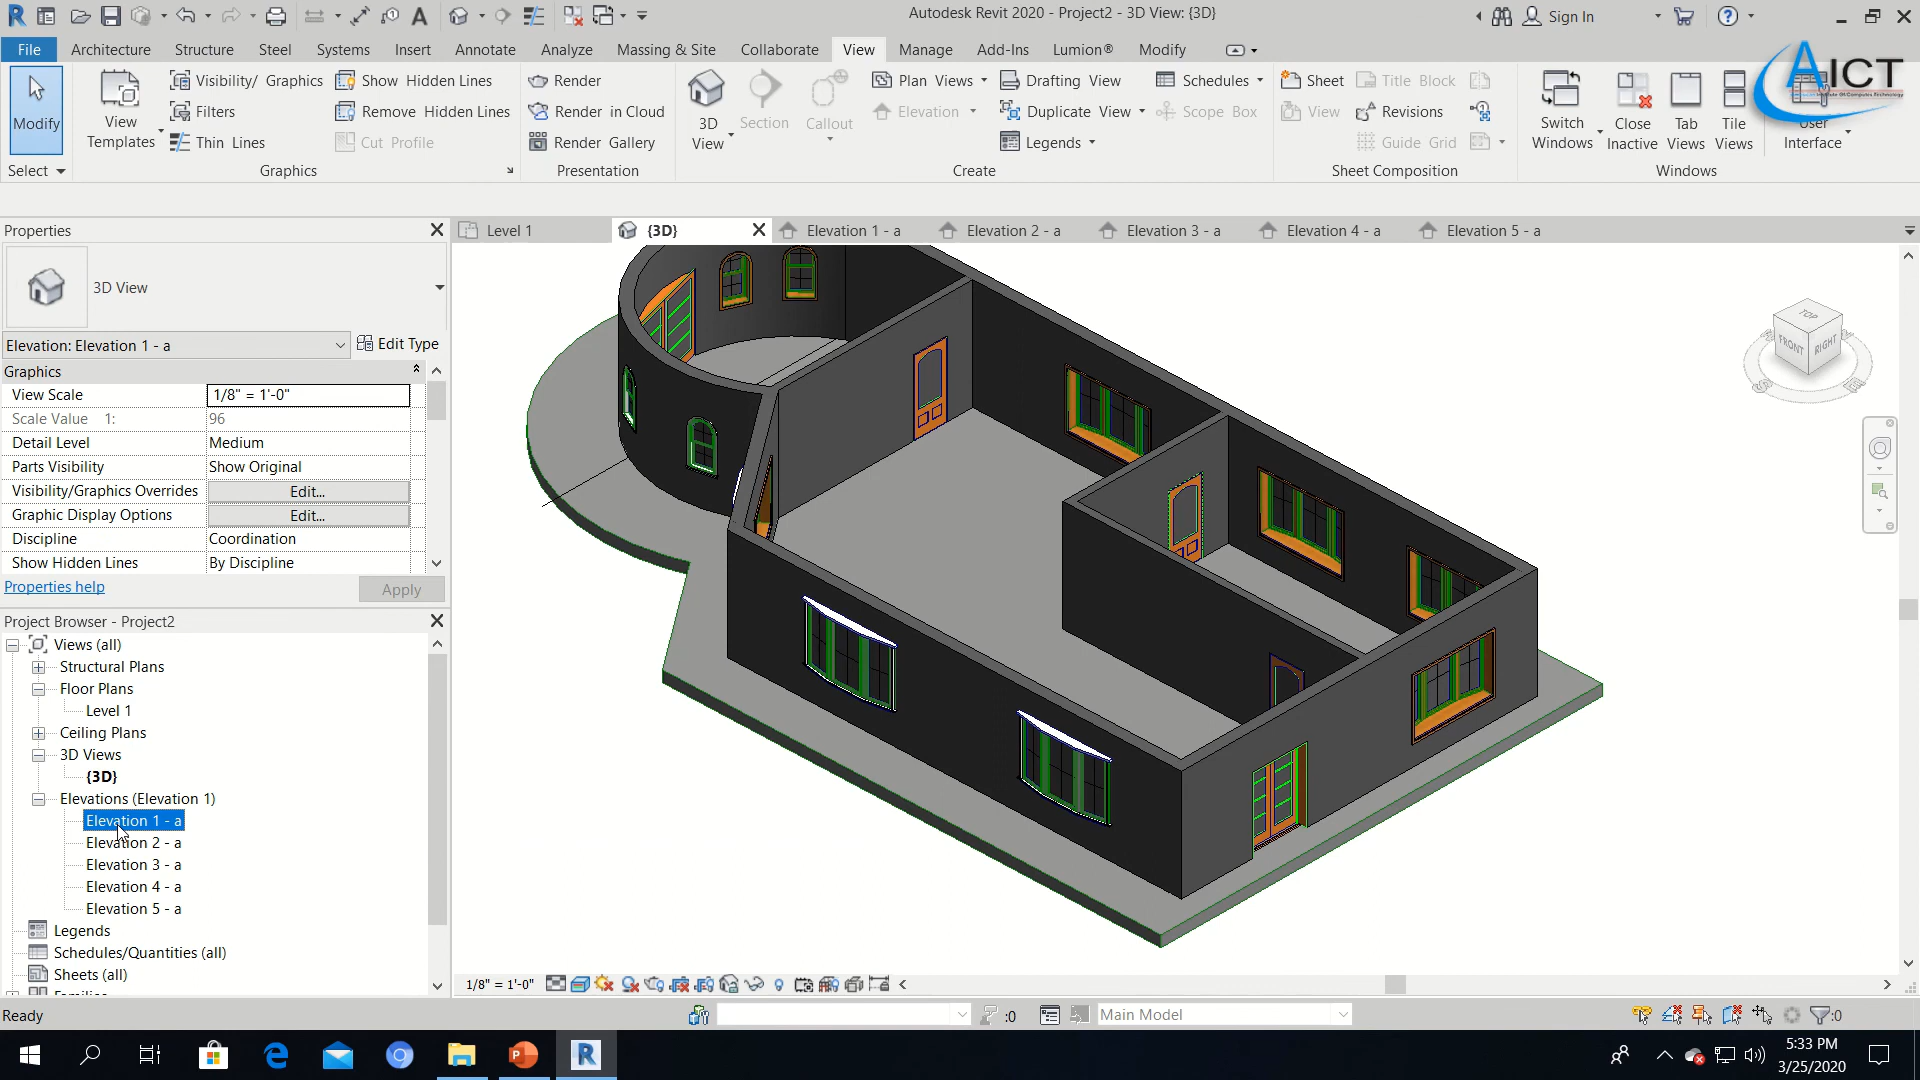 Autodesk Revit 2020 - Project2 - 3D View: {3D}
Sign In
File Architecture Structure Steel Systems Insert Annotate Analyze Massing & Site Collaborate View Manage Add-Ins Lumion® Modify
Modify
Select
View Templates
Visibility/ Graphics
Filters
Thin Lines
Show Hidden Lines
Remove Hidden Lines
Cut Profile
Graphics
Render
Render in Cloud
Render Gallery
Presentation
3D View
Section
Callout
Plan Views
Elevation
Drafting View
Duplicate View
Legends
Schedules
Scope Box
Create
Sheet
View
Title Block
Revisions
Guide Grid
Sheet Composition
Switch Windows
Close Inactive
Tab Views
Tile Views
User Interface
Windows
AICT
Properties
3D View
Elevation: Elevation 1 - a
Edit Type
Graphics
View Scale 1/8" = 1'-0"
Scale Value 1: 96
Detail Level Medium
Parts Visibility Show Original
Visibility/Graphics Overrides Edit...
Graphic Display Options Edit...
Discipline Coordination
Show Hidden Lines By Discipline
Properties help
Apply
Project Browser - Project2
Views (all)
Structural Plans
Floor Plans
Level 1
Ceiling Plans
3D Views
{3D}
Elevations (Elevation 1)
Elevation 1 - a
Elevation 2 - a
Elevation 3 - a
Elevation 4 - a
Elevation 5 - a
Legends
Schedules/Quantities (all)
Sheets (all)
Level 1 {3D} Elevation 1 - a Elevation 2 - a Elevation 3 - a Elevation 4 - a Elevation 5 - a
TOP
FRONT
RIGHT
1/8" = 1'-0"
Ready
:0
Main Model
:0
5:33 PM
3/25/2020